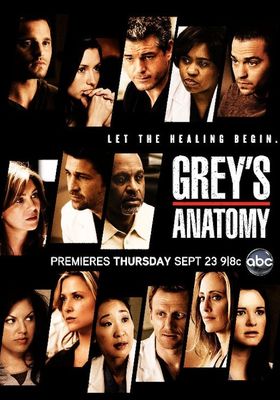 LET THE HEALING BEGIN.
GREY'S
ANATOMY
PREMIERES THURSDAY SEPT 23 9|8c
abc